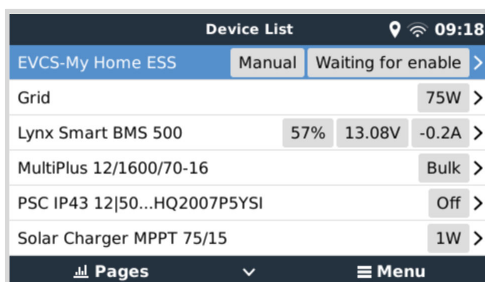 Device List 09:18
EVCS-My Home ESS Manual Waiting for enable
Grid 75W
Lynx Smart BMS 500 57% 13.08V -0.2A
MultiPlus 12/1600/70-16 Bulk
PSC IP43 12|50...HQ2007P5YSI Off
Solar Charger MPPT 75/15 1W
Pages Menu